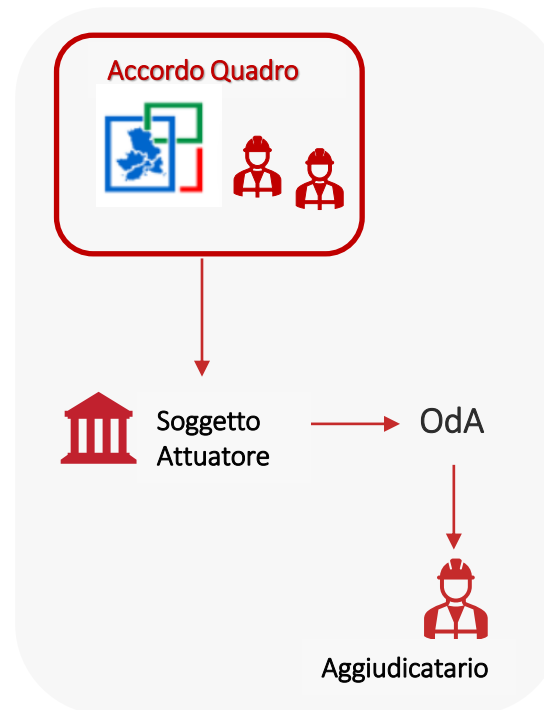 Accordo Quadro
Soggetto
Attuatore
OdA
Aggiudicatario